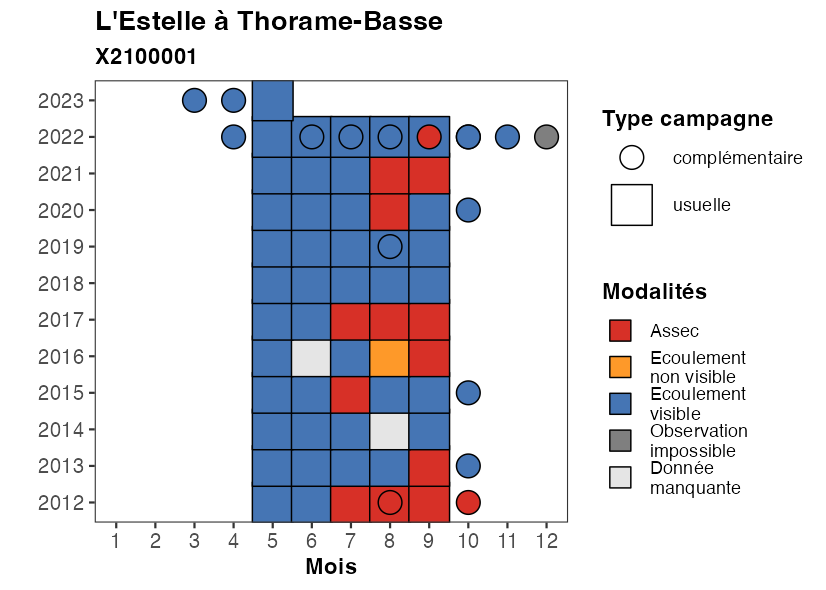 L'Estelle à Thorame-Basse
X2100001
2023
2022
2021
2020
2019
2018
2017
2016
2015
2014
2013
2012
1 2 3 4 5 6 7 8 9 10 11 12
Mois
Type campagne
complémentaire
usuelle
Modalités
Assec
Ecoulement
non visible
Ecoulement
visible
Observation
impossible
Donnée
manquante